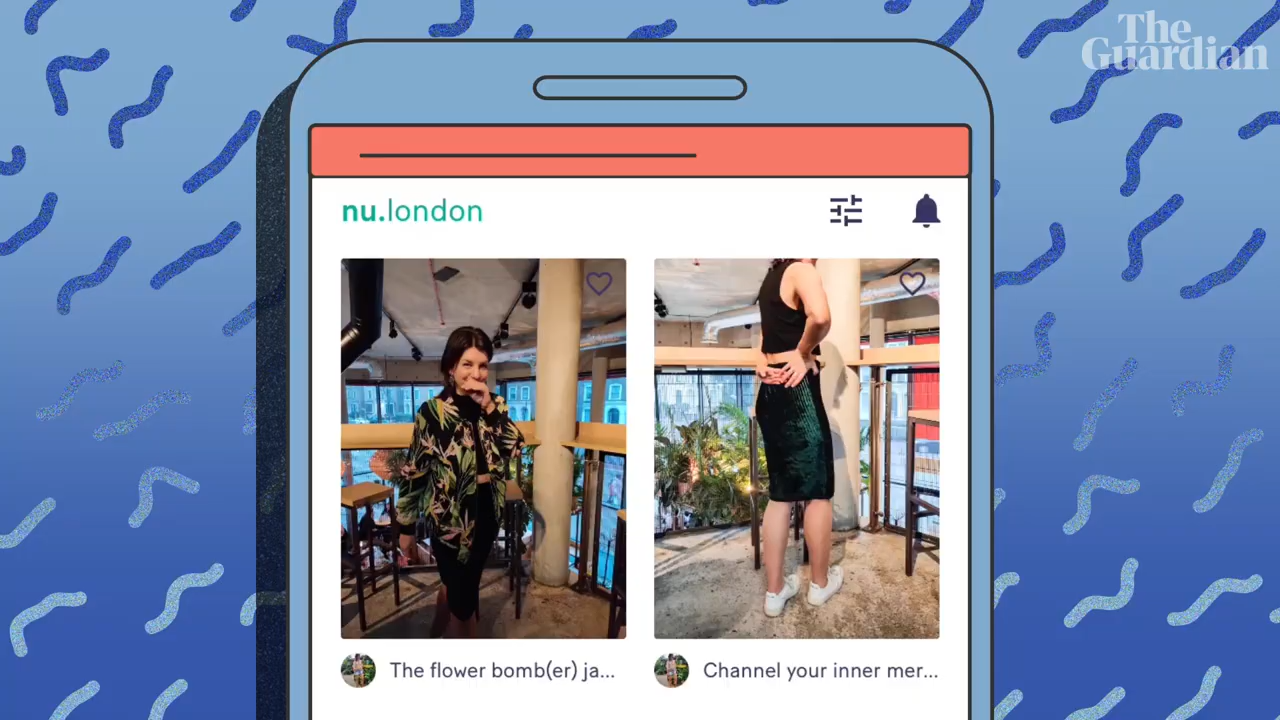 The
Guardian
nu.london
The flower bomb(er) ja...
Channel your inner mer...